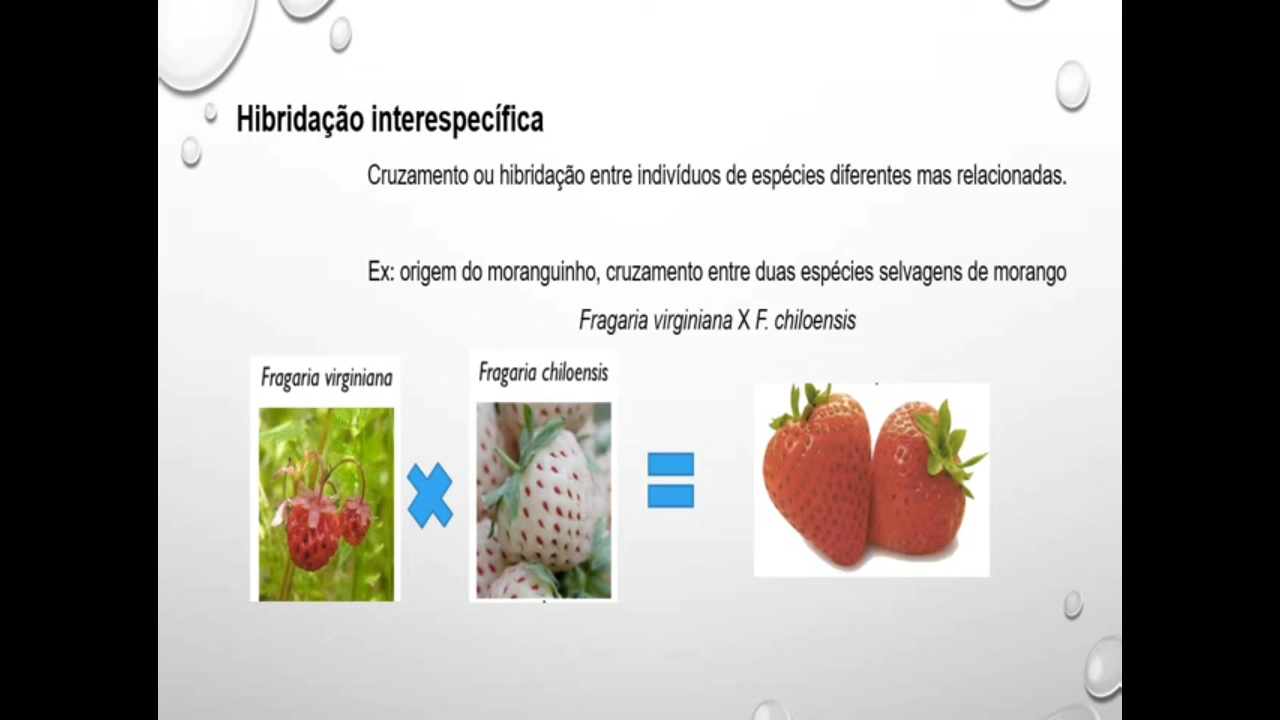 Hibridação interespecífica
Cruzamento ou hibridação entre indivíduos de espécies diferentes mas relacionadas.
Ex: origem do moranguinho, cruzamento entre duas espécies selvagens de morango
Fragaria virginiana X F. chiloensis
Fragaria virginiana
Fragaria chiloensis